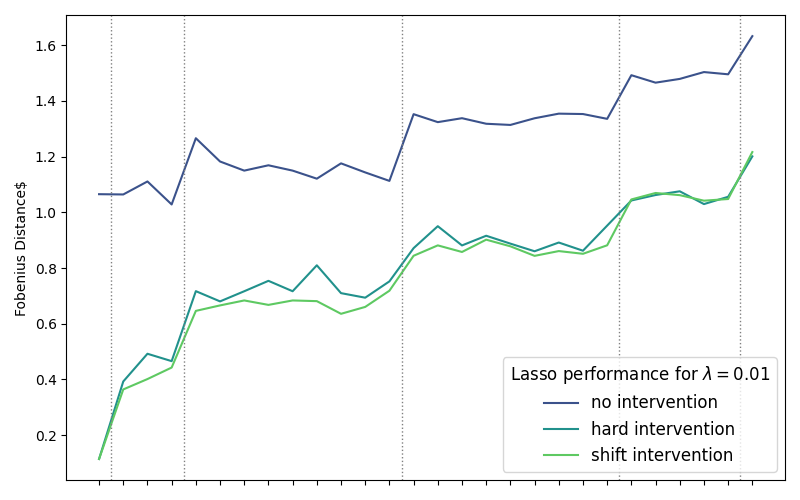 1.6
1.4
1.2
1.0
0.8
0.6
0.4
0.2
Fobenius Distance$
Lasso performance for λ = 0.01
no intervention
hard intervention
shift intervention